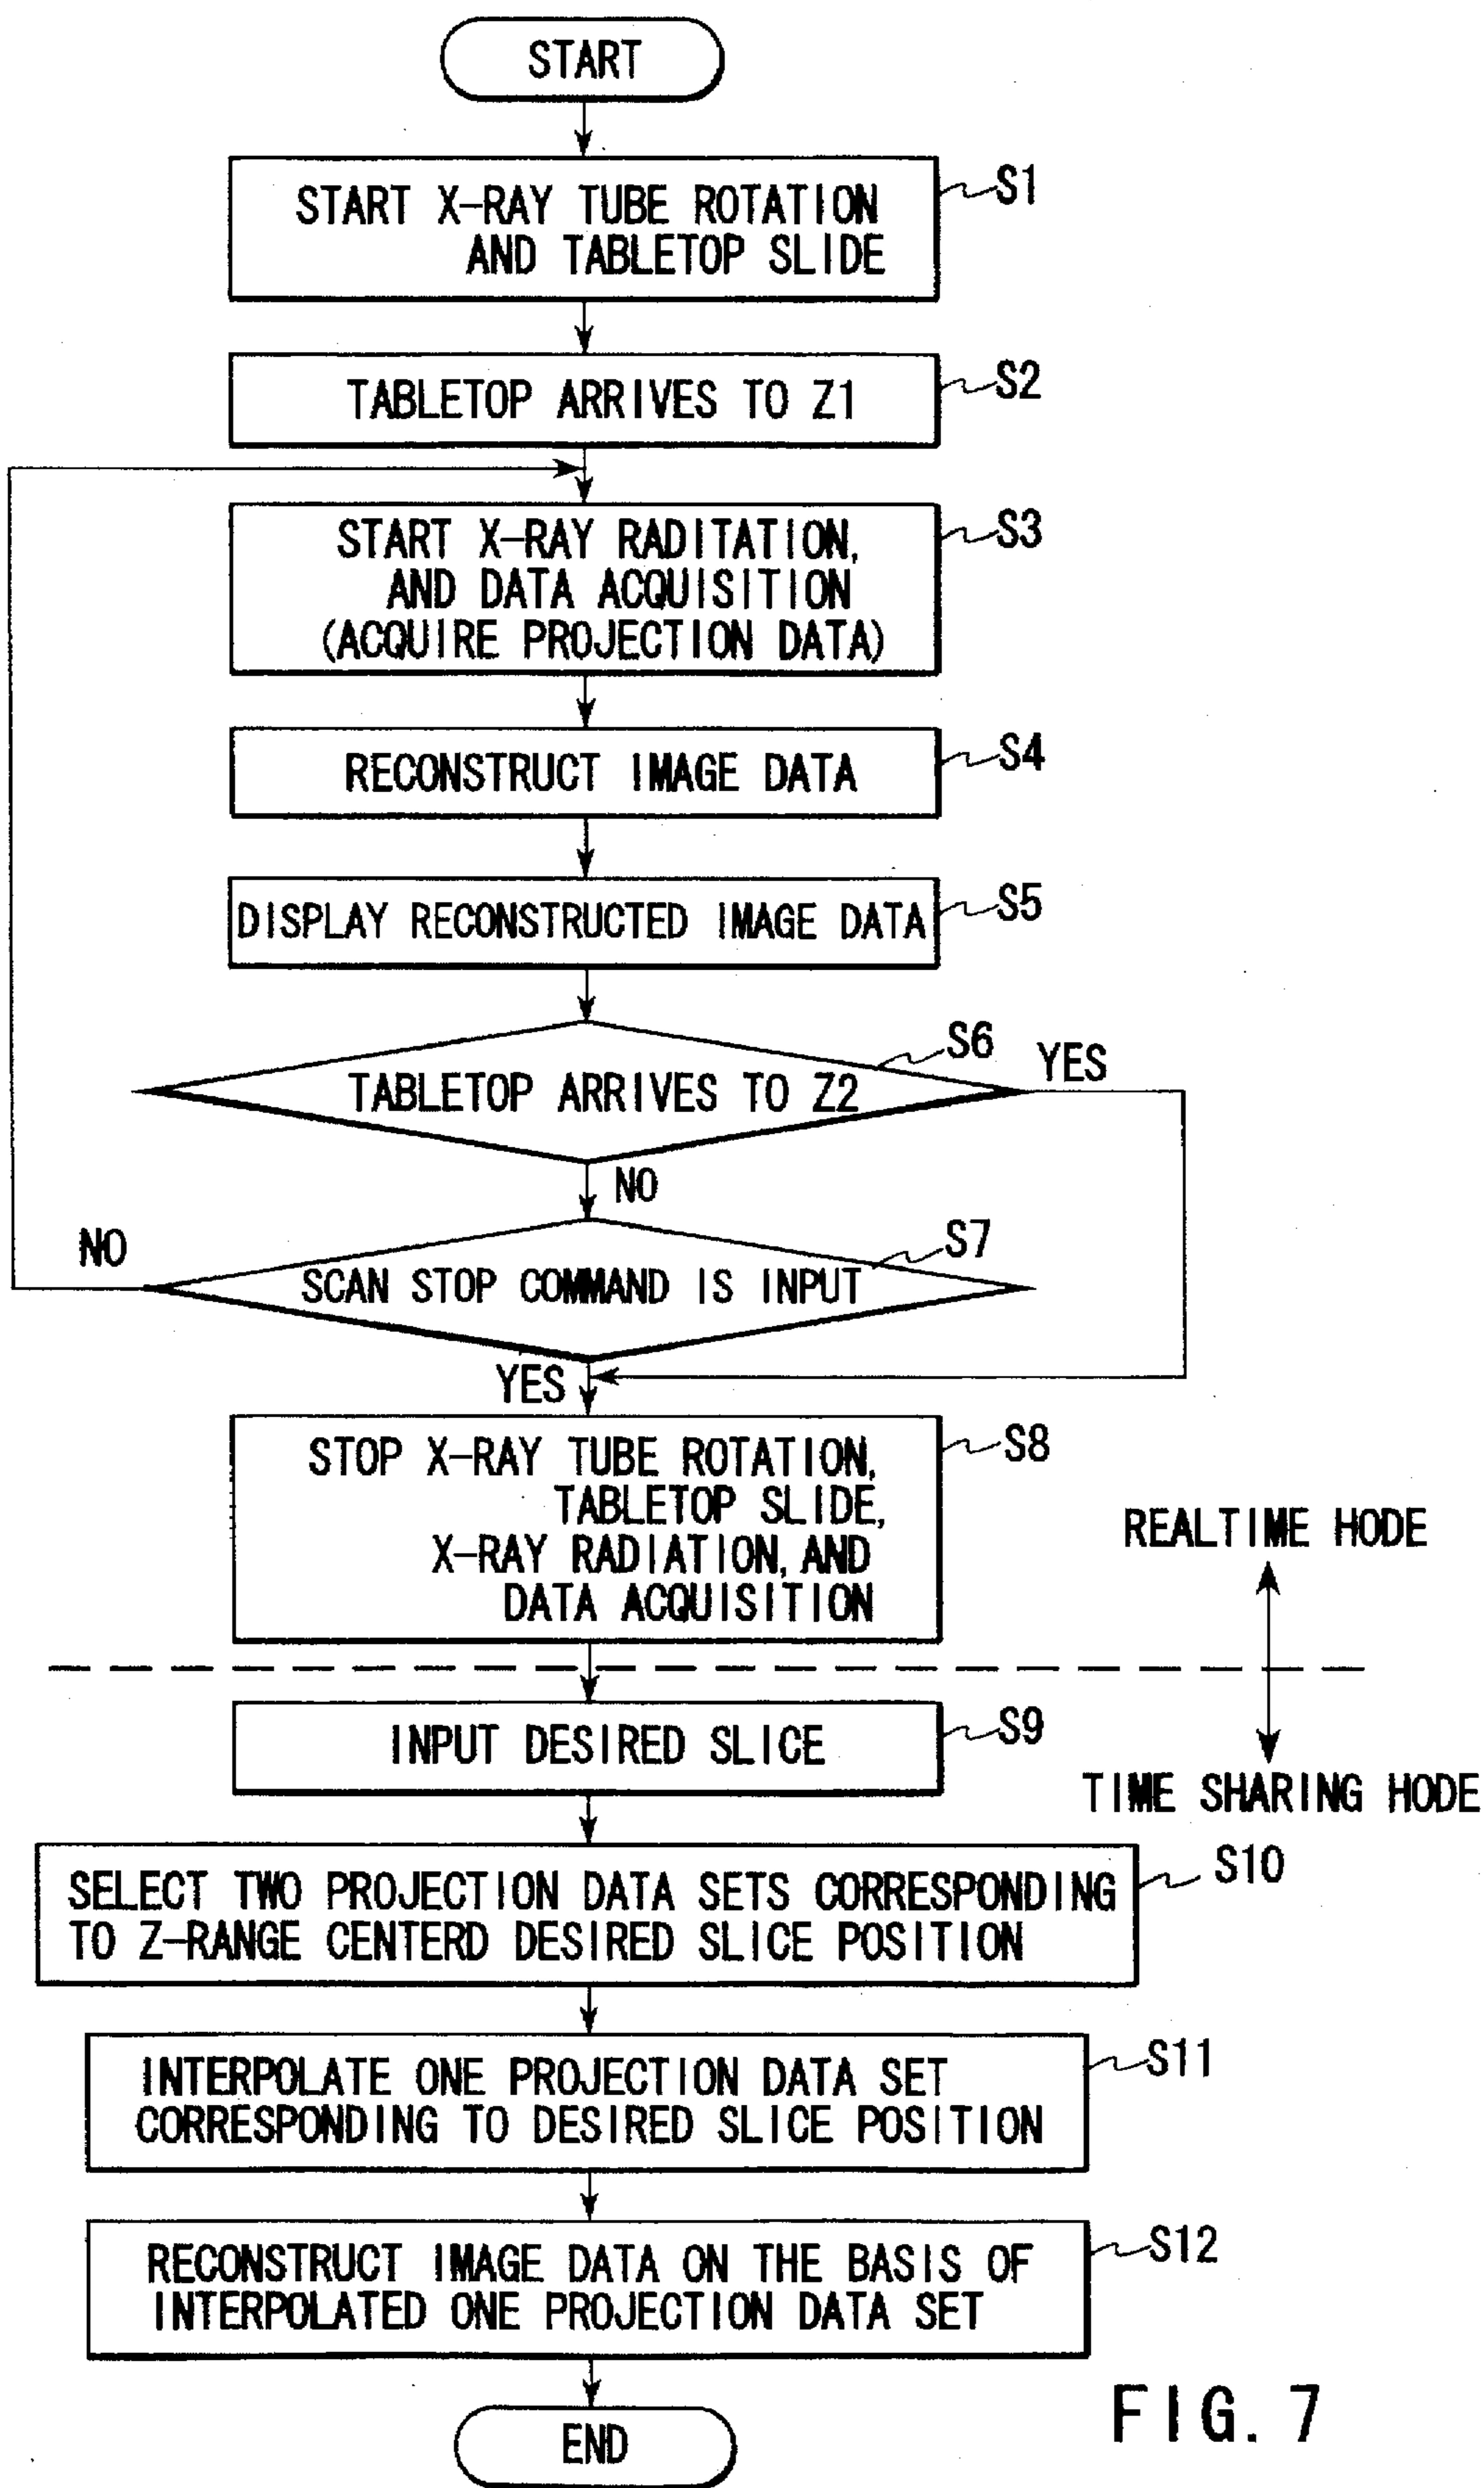 START
START X-RAY TUBE ROTATION
AND TABLETOP SLIDE
S1
TABLETOP ARRIVES TO Z1
S2
START X-RAY RADITATION,
AND DATA ACQUISITION
(ACQUIRE PROJECTION DATA)
S3
RECONSTRUCT IMAGE DATA
S4
DISPLAY RECONSTRUCTED IMAGE DATA
S5
TABLETOP ARRIVES TO Z2
S6
YES
NO
SCAN STOP COMMAND IS INPUT
S7
NO
YES
STOP X-RAY TUBE ROTATION,
TABLETOP SLIDE,
X-RAY RADIATION, AND
DATA ACQUISITION
S8
REALTIME HODE
INPUT DESIRED SLICE
S9
TIME SHARING HODE
SELECT TWO PROJECTION DATA SETS CORRESPONDING
TO Z-RANGE CENTERD DESIRED SLICE POSITION
S10
INTERPOLATE ONE PROJECTION DATA SET
CORRESPONDING TO DESIRED SLICE POSITION
S11
RECONSTRUCT IMAGE DATA ON THE BASIS OF
INTERPOLATED ONE PROJECTION DATA SET
S12
END
FIG. 7